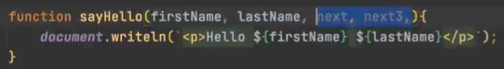 function sayHello(firstName, lastName, next, next3,){
document.writeln(`<p>Hello ${firstName} ${lastName}</p>`);
}